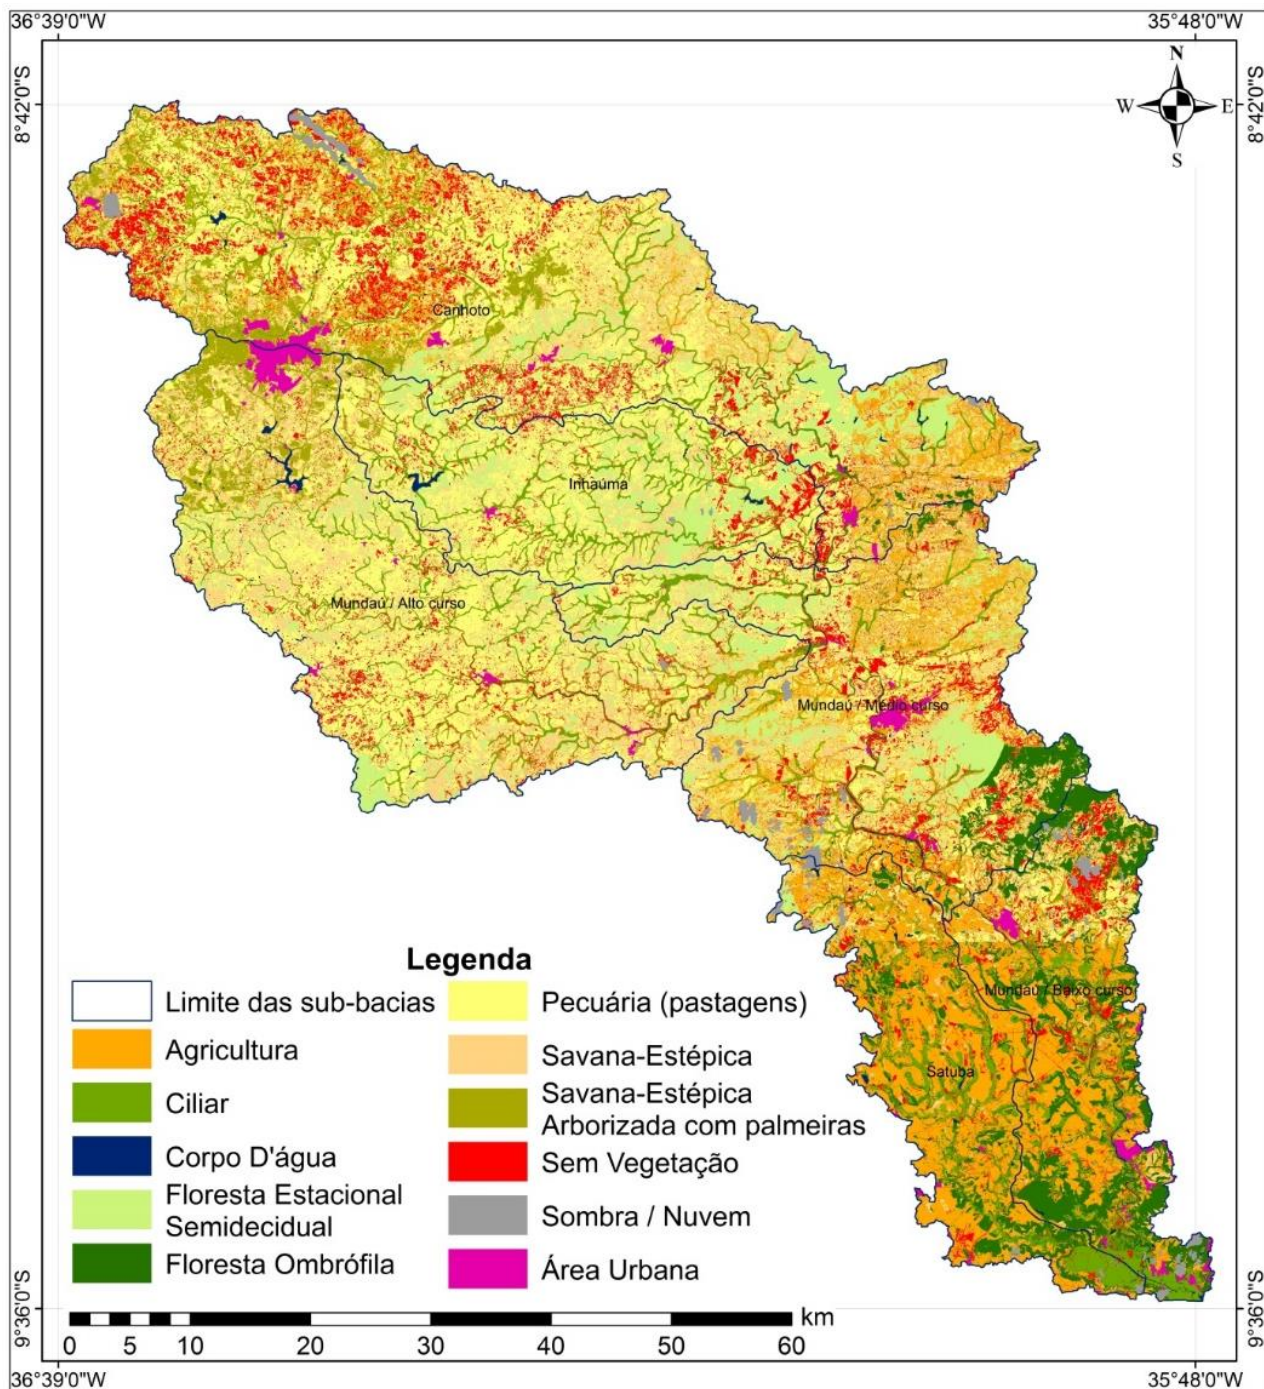 36°39'0"W
35°48'0"W
8°42'0"S
8°42'0"S
N
W
E
S
Canhoto
Inhaúma
Mundaú / Alto curso
Mundaú / Médio curso
Mundaú / Baixo curso
Satuba
Legenda
Limite das sub-bacias
Agricultura
Ciliar
Corpo D'água
Floresta Estacional
Semidecidual
Floresta Ombrófila
Pecuária (pastagens)
Savana-Estépica
Savana-Estépica
Arborizada com palmeiras
Sem Vegetação
Sombra / Nuvem
Área Urbana
km
0 5 10 20 30 40 50 60
9°36'0"S
9°36'0"S
36°39'0"W
35°48'0"W